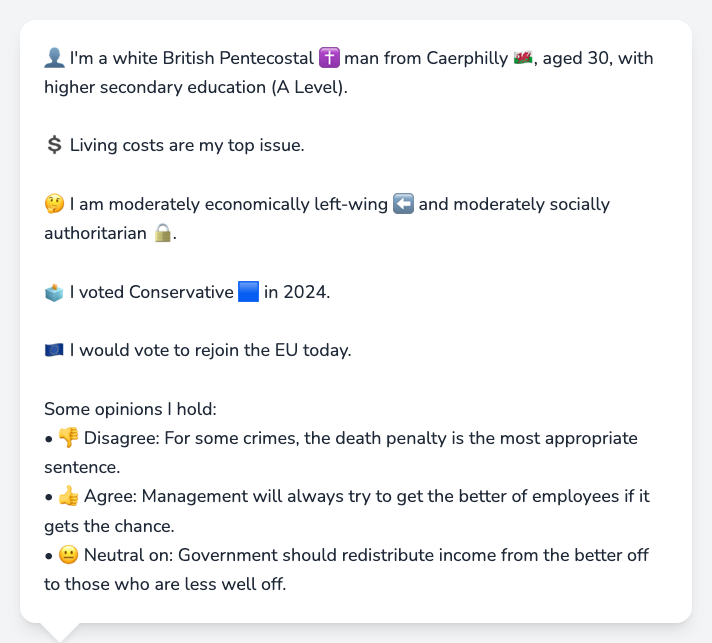 👤 I'm a white British Pentecostal ✝️ man from Caerphilly 🏴󠁧󠁢󠁷󠁬󠁳󠁿, aged 30, with
higher secondary education (A Level).
💲 Living costs are my top issue.
🤔 I am moderately economically left-wing ⬅️ and moderately socially
authoritarian 🔒.
🗳️ I voted Conservative 🟦 in 2024.
🇪🇺 I would vote to rejoin the EU today.
Some opinions I hold:
• 👎 Disagree: For some crimes, the death penalty is the most appropriate
sentence.
• 👍 Agree: Management will always try to get the better of employees if it
gets the chance.
• 😐 Neutral on: Government should redistribute income from the better off
to those who are less well off.